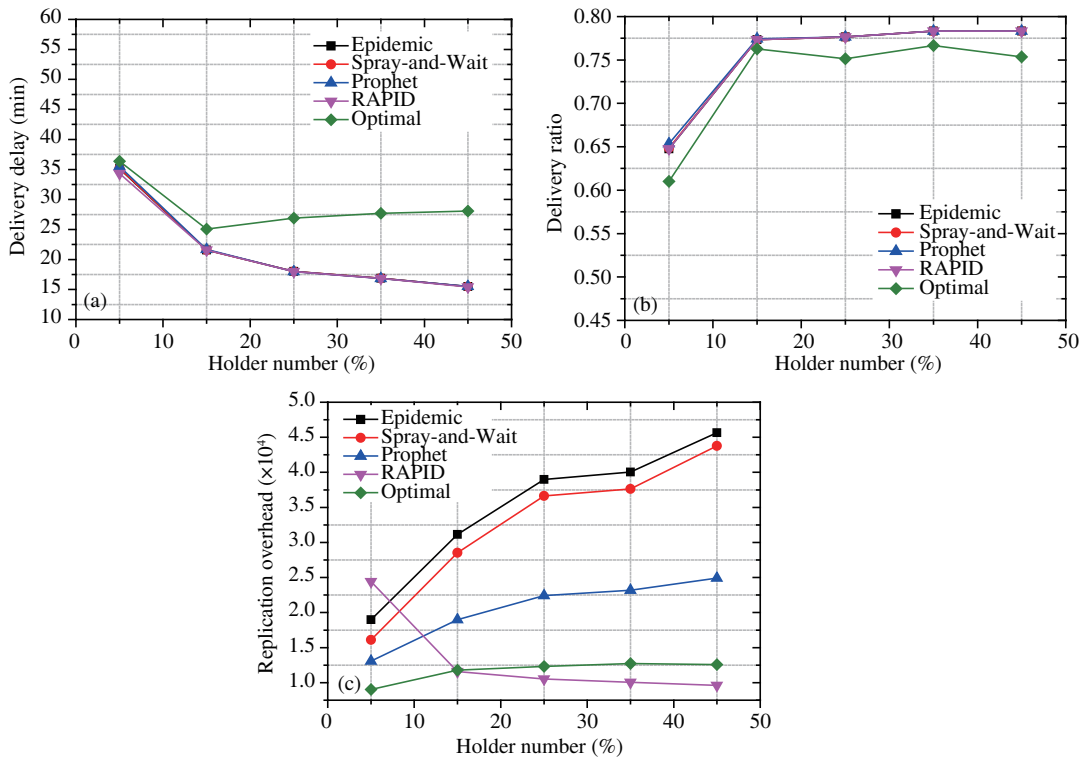 60
55
50
45
40
35
30
25
20
15
10
Delivery delay (min)
Epidemic
Spray-and-Wait
Prophet
RAPID
Optimal
(a)
0 10 20 30 40 50
Holder number (%)
0.80
0.75
0.70
0.65
0.60
0.55
0.50
0.45
Delivery ratio
Epidemic
Spray-and-Wait
Prophet
RAPID
Optimal
(b)
0 10 20 30 40 50
Holder number (%)
5.0
4.5
4.0
3.5
3.0
2.5
2.0
1.5
1.0
Replication overhead (×10⁴)
Epidemic
Spray-and-Wait
Prophet
RAPID
Optimal
(c)
0 10 20 30 40 50
Holder number (%)